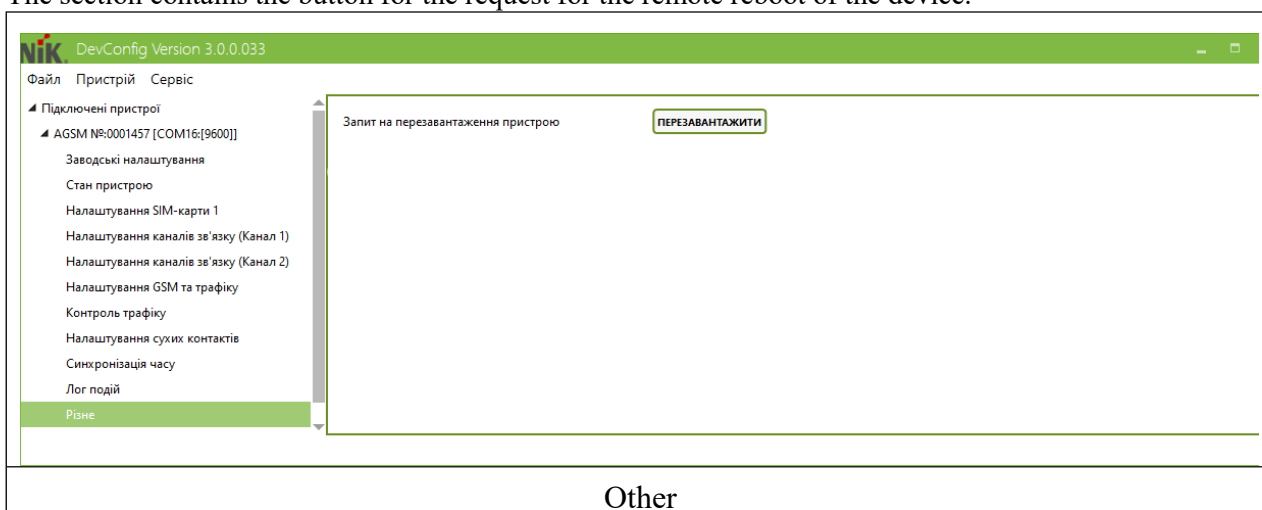 The section contains the button for the request for the remote reboot of the device.
NiK. DevConfig Version 3.0.0.033
Файл Пристрій Сервіс
Підключені пристрої
AGSM №:0001457 [COM16:[9600]]
Заводські налаштування
Стан пристрою
Налаштування SIM-карти 1
Налаштування каналів зв'язку (Канал 1)
Налаштування каналів зв'язку (Канал 2)
Налаштування GSM та трафіку
Контроль трафіку
Налаштування сухих контактів
Синхронізація часу
Лог подій
Різне
Запит на перезавантаження пристрою ПЕРЕЗАВАНТАЖИТИ
Other